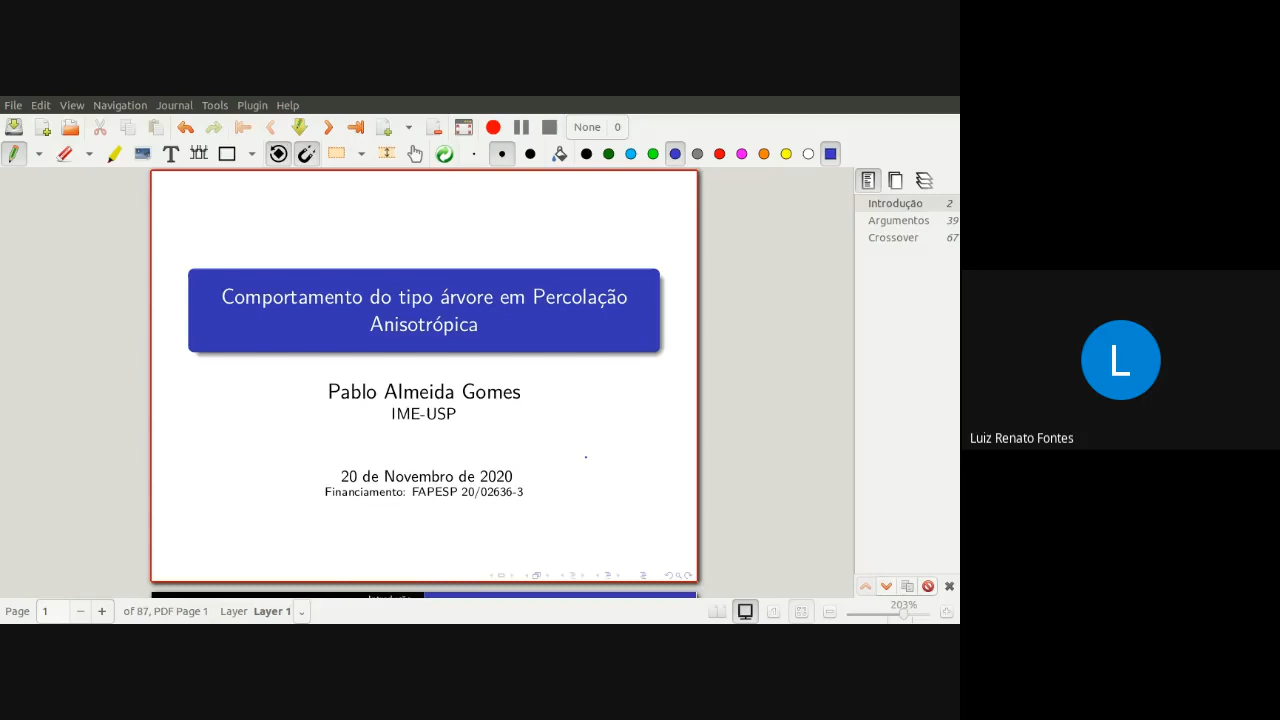 File Edit View Navigation Journal Tools Plugin Help
None 0
T
Introdução 2
Argumentos 39
Crossover 67
Comportamento do tipo árvore em Percolação
Anisotrópica
Pablo Almeida Gomes
IME-USP
20 de Novembro de 2020
Financiamento: FAPESP 20/02636-3
L
Luiz Renato Fontes
203%
Page 1 of 87, PDF Page 1 Layer Layer 1